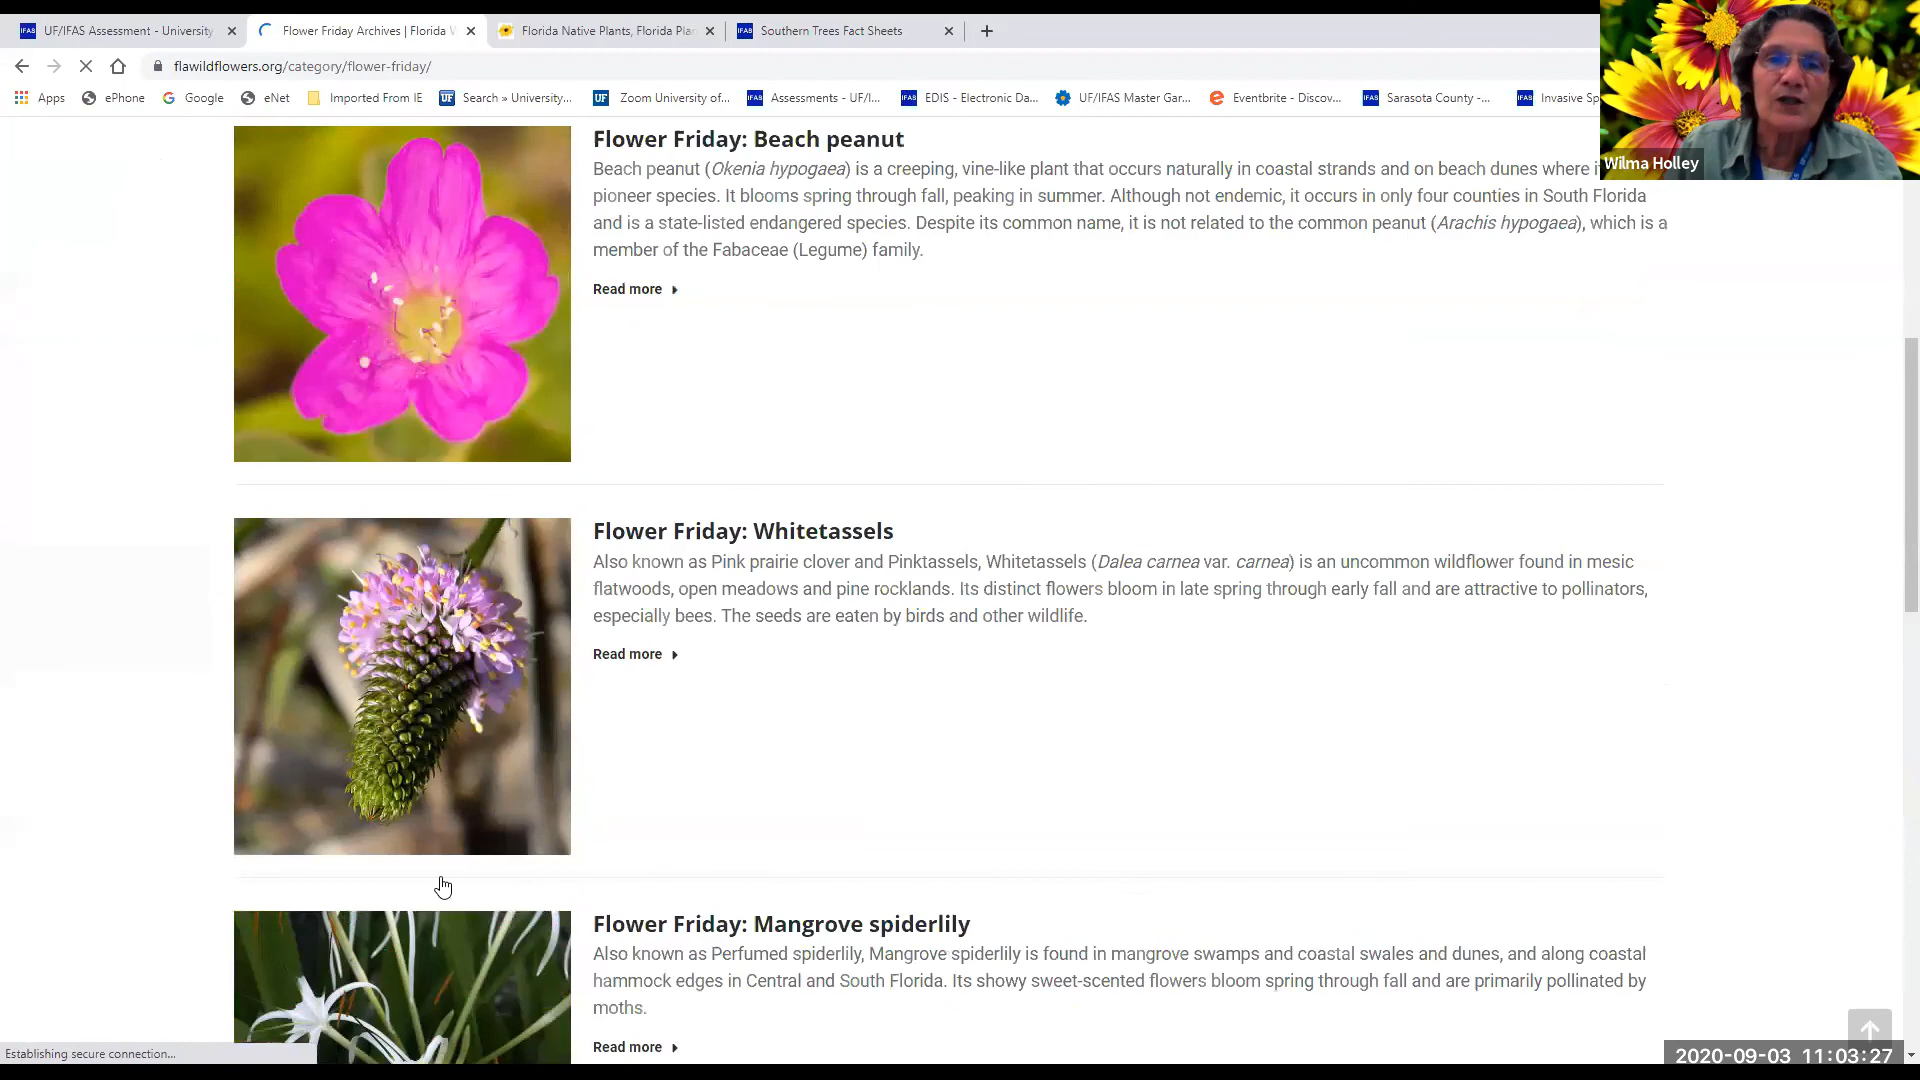 UF/IFAS Assessment - University
Flower Friday Archives | Florida W
Florida Native Plants, Florida Plan
Southern Trees Fact Sheets
flawildflowers.org/category/flower-friday/
Apps
ePhone
Google
eNet
Imported From IE
Search » University...
Zoom University of...
Assessments - UF/I...
EDIS - Electronic Da...
UF/IFAS Master Gar...
Eventbrite - Discov...
Sarasota County -...
Invasive Sp
Wilma Holley
Flower Friday: Beach peanut
Beach peanut (Okenia hypogaea) is a creeping, vine-like plant that occurs naturally in coastal strands and on beach dunes where i
pioneer species. It blooms spring through fall, peaking in summer. Although not endemic, it occurs in only four counties in South Florida
and is a state-listed endangered species. Despite its common name, it is not related to the common peanut (Arachis hypogaea), which is a
member of the Fabaceae (Legume) family.
Read more
Flower Friday: Whitetassels
Also known as Pink prairie clover and Pinktassels, Whitetassels (Dalea carnea var. carnea) is an uncommon wildflower found in mesic
flatwoods, open meadows and pine rocklands. Its distinct flowers bloom in late spring through early fall and are attractive to pollinators,
especially bees. The seeds are eaten by birds and other wildlife.
Read more
Flower Friday: Mangrove spiderlily
Also known as Perfumed spiderlily, Mangrove spiderlily is found in mangrove swamps and coastal swales and dunes, and along coastal
hammock edges in Central and South Florida. Its showy sweet-scented flowers bloom spring through fall and are primarily pollinated by
moths.
Read more
Establishing secure connection...
2020-09-03 11:03:27